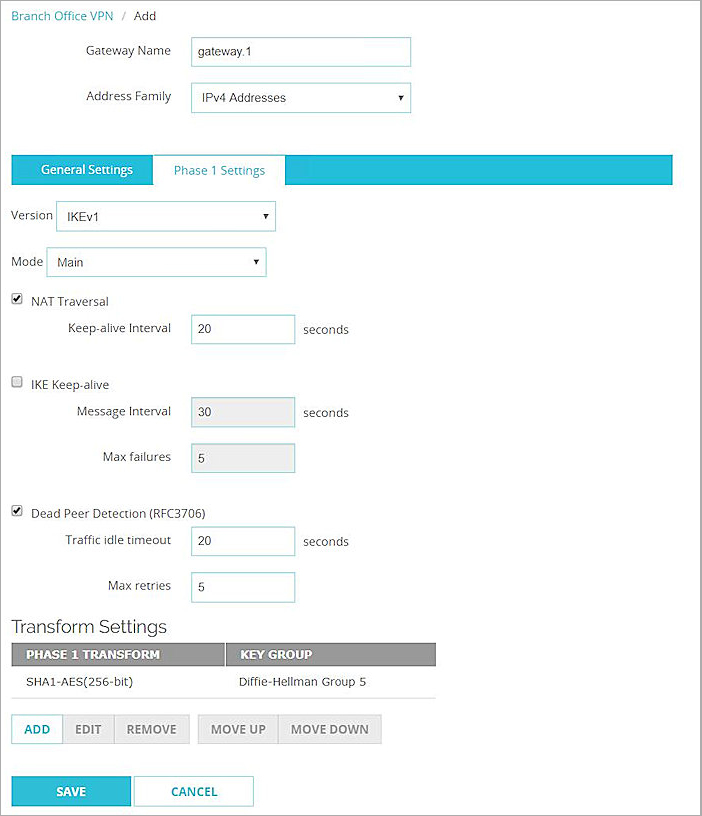 Branch Office VPN / Add
Gateway Name gateway.1
Address Family IPv4 Addresses
General Settings Phase 1 Settings
Version IKEv1
Mode Main
NAT Traversal
Keep-alive Interval 20 seconds
IKE Keep-alive
Message Interval 30 seconds
Max failures 5
Dead Peer Detection (RFC3706)
Traffic idle timeout 20 seconds
Max retries 5
Transform Settings
PHASE 1 TRANSFORM KEY GROUP
SHA1-AES(256-bit) Diffie-Hellman Group 5
ADD EDIT REMOVE MOVE UP MOVE DOWN
SAVE CANCEL